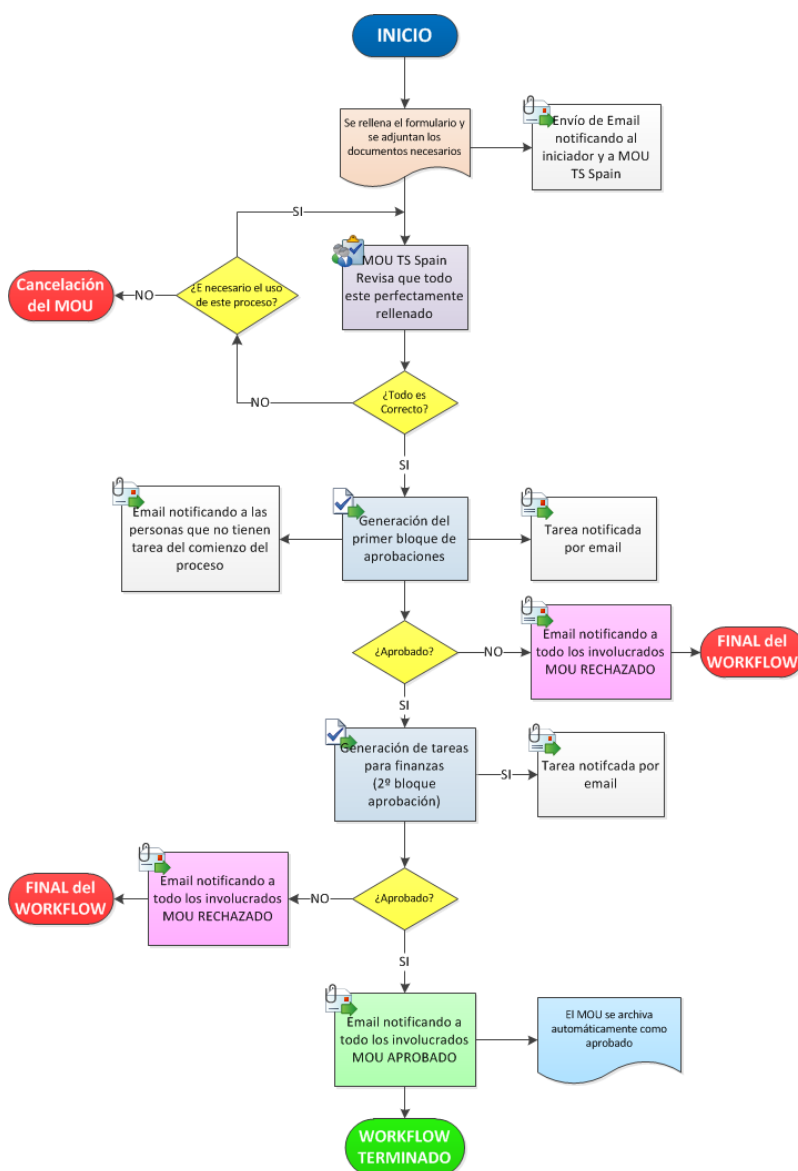 INICIO
Se rellena el formulario y
se adjuntan los
documentos necesarios
Envío de Email
notificando al
iniciador y a MOU
TS Spain
SI
Cancelación
del MOU
NO
¿E necesario el uso
de este proceso?
MOU TS Spain
Revisa que todo
este perfectamente
rellenado
NO
¿Todo es
Correcto?
SI
Email notificando a las
personas que no tienen
tarea del comienzo del
proceso
Generación del
primer bloque de
aprobaciones
Tarea notificada
por email
¿Aprobado?
NO
Email notificando a
todo los involucrados
MOU RECHAZADO
FINAL del
WORKFLOW
SI
Generación de tareas
para finanzas
(2º bloque
aprobación)
SI
Tarea notifcada por
email
FINAL del
WORKFLOW
Email notificando a
todo los involucrados
MOU RECHAZADO
NO
¿Aprobado?
SI
Email notificando a
todo los involucrados
MOU APROBADO
El MOU se archiva
automáticamente como
aprobado
WORKFLOW
TERMINADO